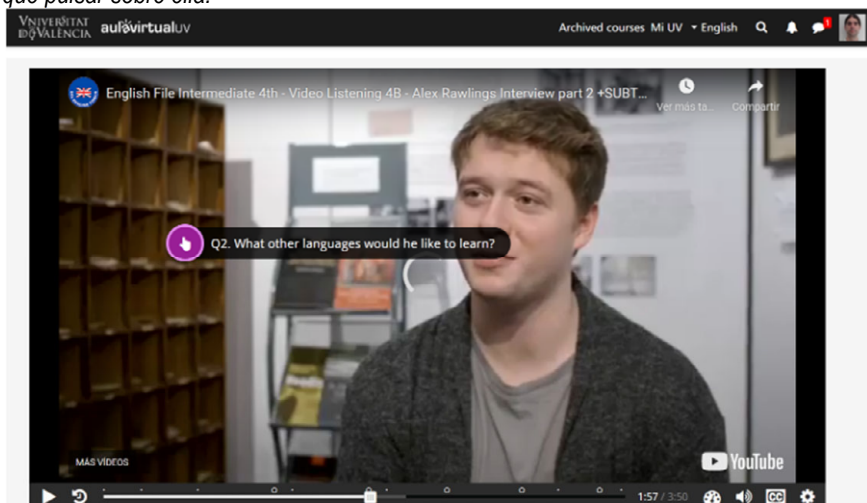 que pulsar sobre ella.
VNIVERSITAT
DE VALÈNCIA
aulavirtualuv
Archived courses Mi UV English
1
English File Intermediate 4th - Video Listening 4B - Alex Rawlings Interview part 2 +SUBT...
Ver más ta...
Compartir
Q2. What other languages would he like to learn?
MÁS VÍDEOS
YouTube
1:57 / 3:50
CC